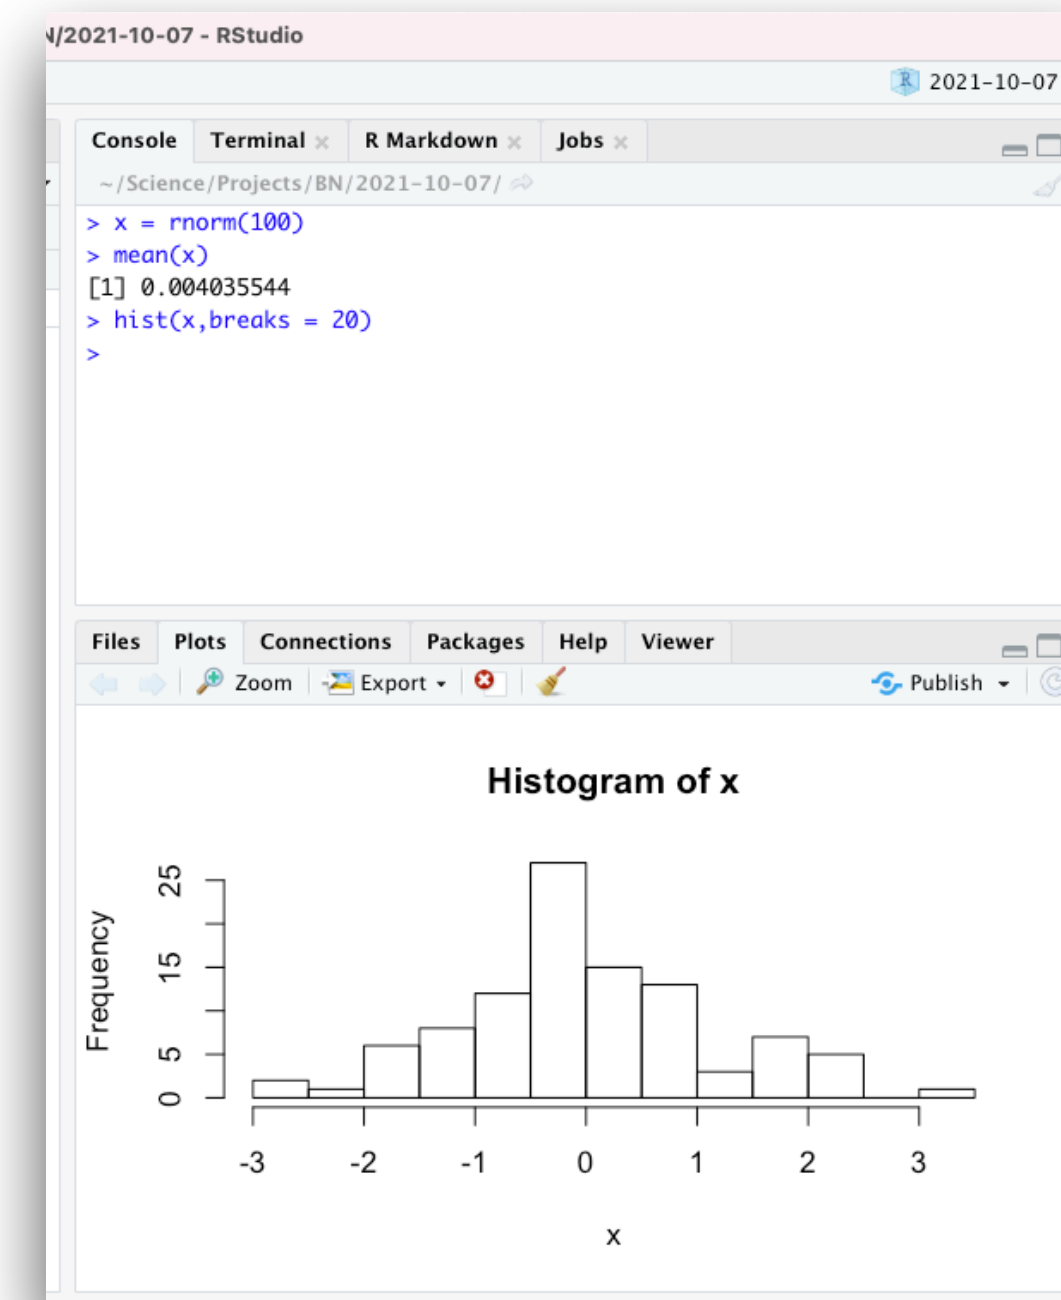 /2021-10-07 - RStudio
2021-10-07
Console Terminal R Markdown Jobs
~/Science/Projects/BN/2021-10-07/
> x = rnorm(100)
> mean(x)
[1] 0.004035544
> hist(x,breaks = 20)
>
Files Plots Connections Packages Help Viewer
Zoom Export Publish
Histogram of x
Frequency
0 5 15 25
-3 -2 -1 0 1 2 3
x